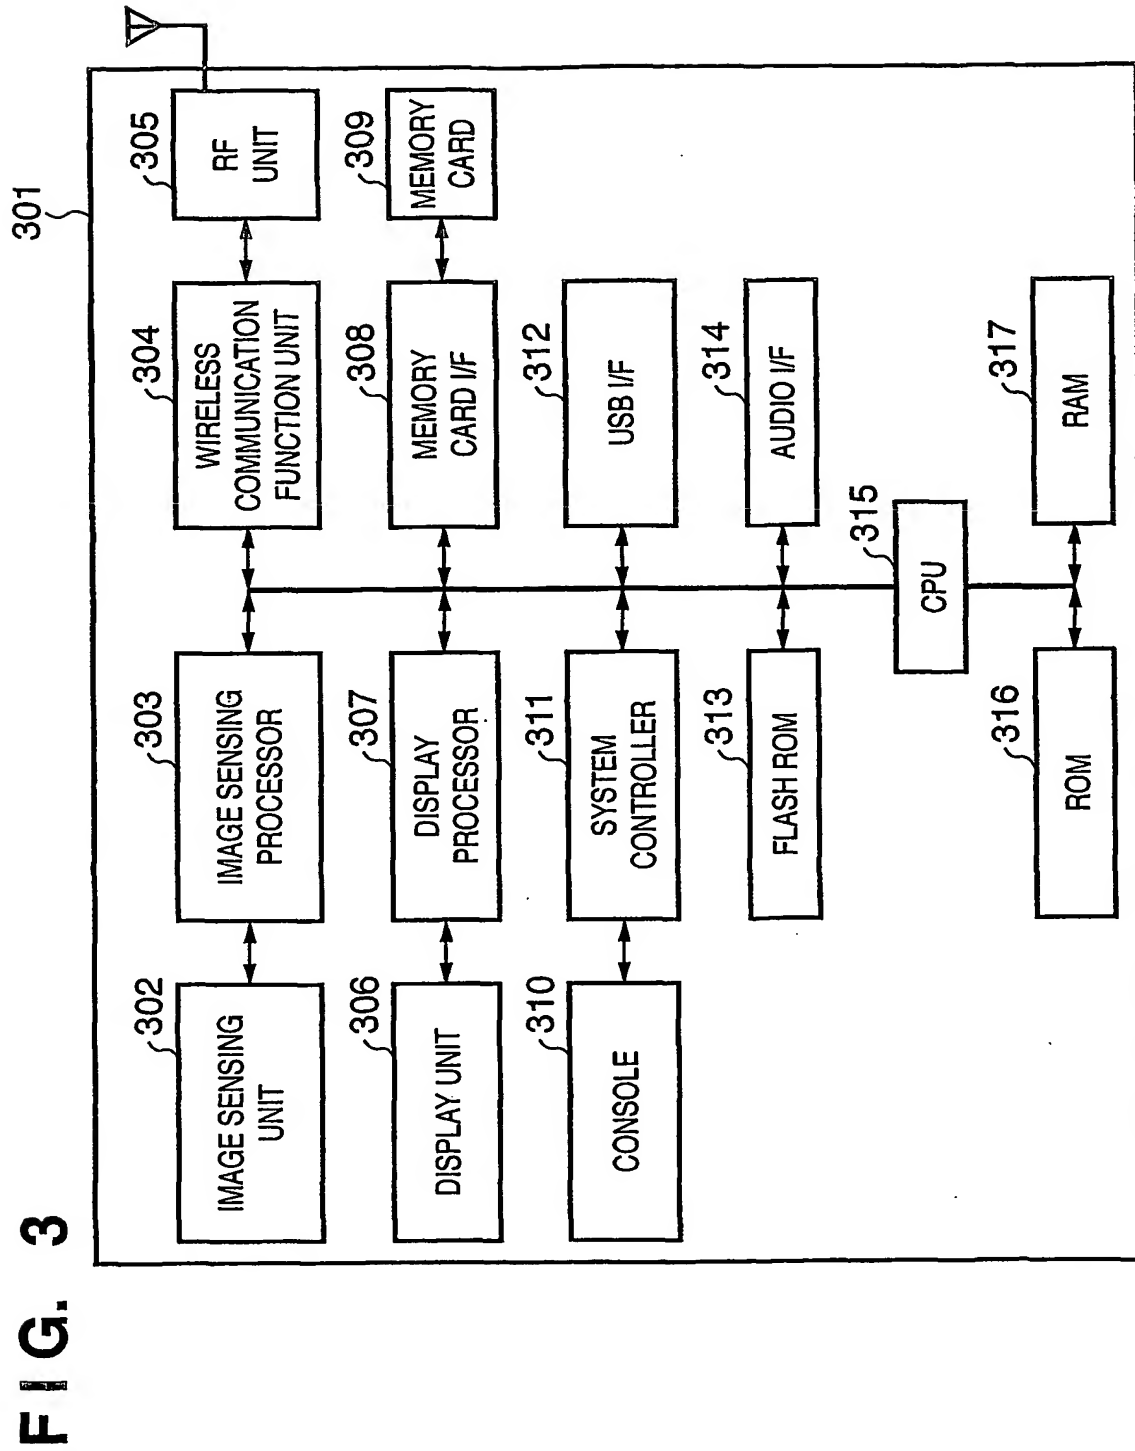 FIG. 3
301
302
IMAGE SENSING
UNIT
303
IMAGE SENSING
PROCESSOR
304
WIRELESS
COMMUNICATION
FUNCTION UNIT
305
RF
UNIT
306
DISPLAY UNIT
307
DISPLAY
PROCESSOR
308
MEMORY
CARD I/F
309
MEMORY
CARD
310
CONSOLE
311
SYSTEM
CONTROLLER
312
USB I/F
313
FLASH ROM
314
AUDIO I/F
315
CPU
316
ROM
317
RAM